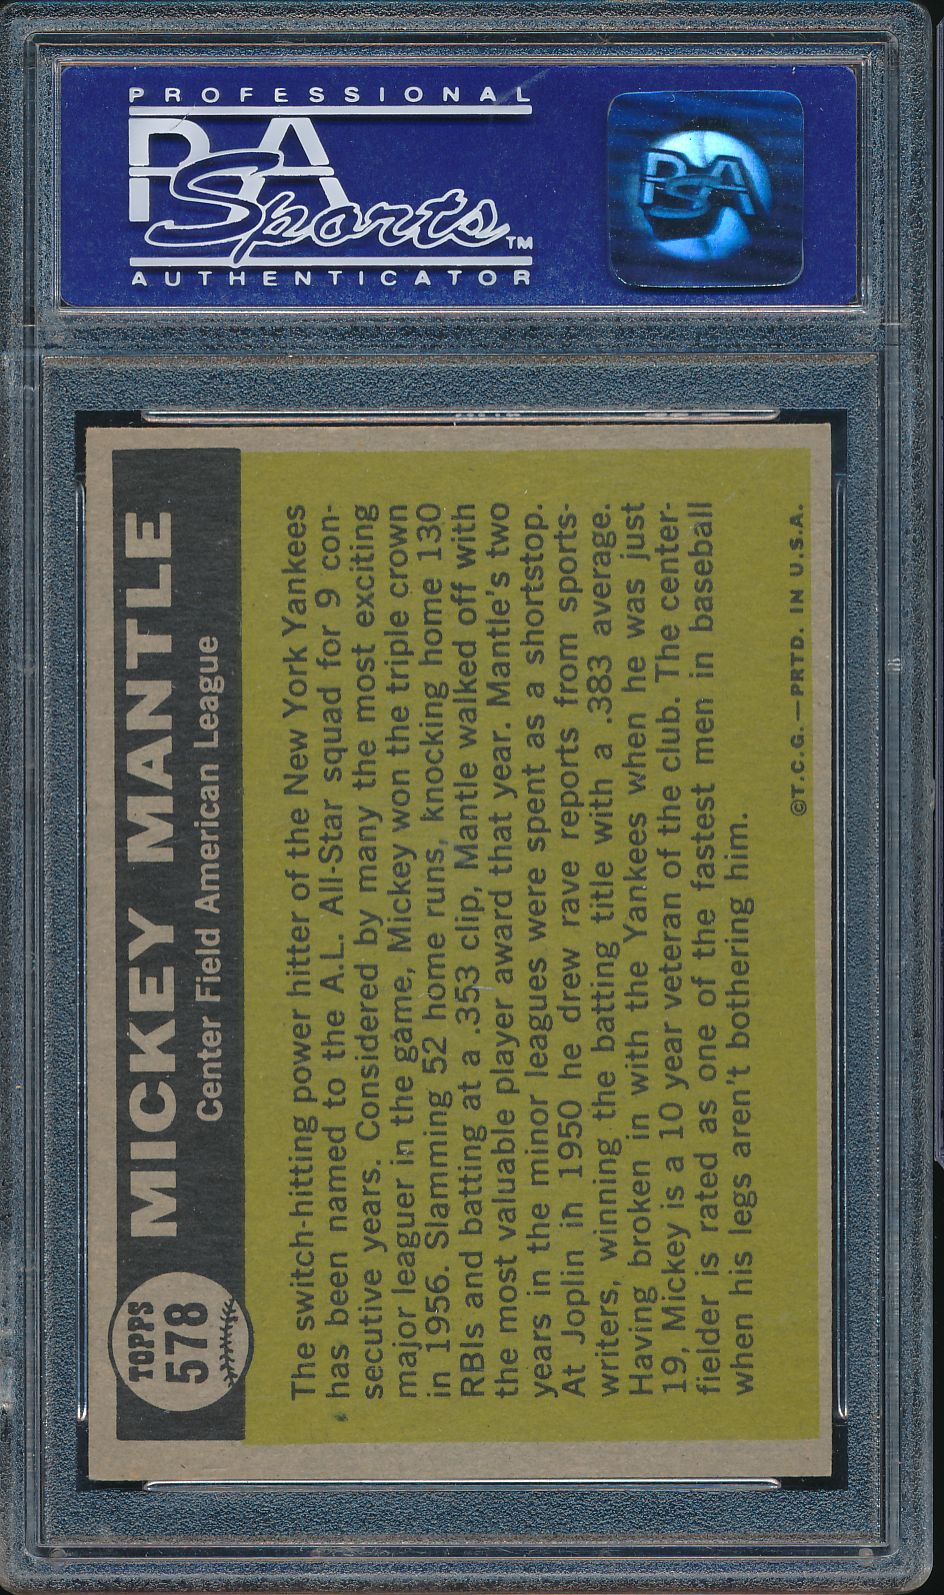 PROFESSIONAL
PSA
Sports™
AUTHENTICATOR
PSA
TOPPS
578
MICKEY MANTLE
Center Field American League
The switch-hitting power hitter of the New York Yankees
has been named to the A.L. All-Star squad for 9 con-
secutive years. Considered by many the most exciting
major leaguer in the game, Mickey won the triple crown
in 1956. Slamming 52 home runs, knocking home 130
RBIs and batting at a .353 clip, Mantle walked off with
the most valuable player award that year. Mantle's two
years in the minor leagues were spent as a shortstop.
At Joplin in 1950 he drew rave reports from sports-
writers, winning the batting title with a .383 average.
Having broken in with the Yankees when he was just
19, Mickey is a 10 year veteran of the club. The center-
fielder is rated as one of the fastest men in baseball
when his legs aren't bothering him.
©T.C.G.—PRTD. IN U.S.A.